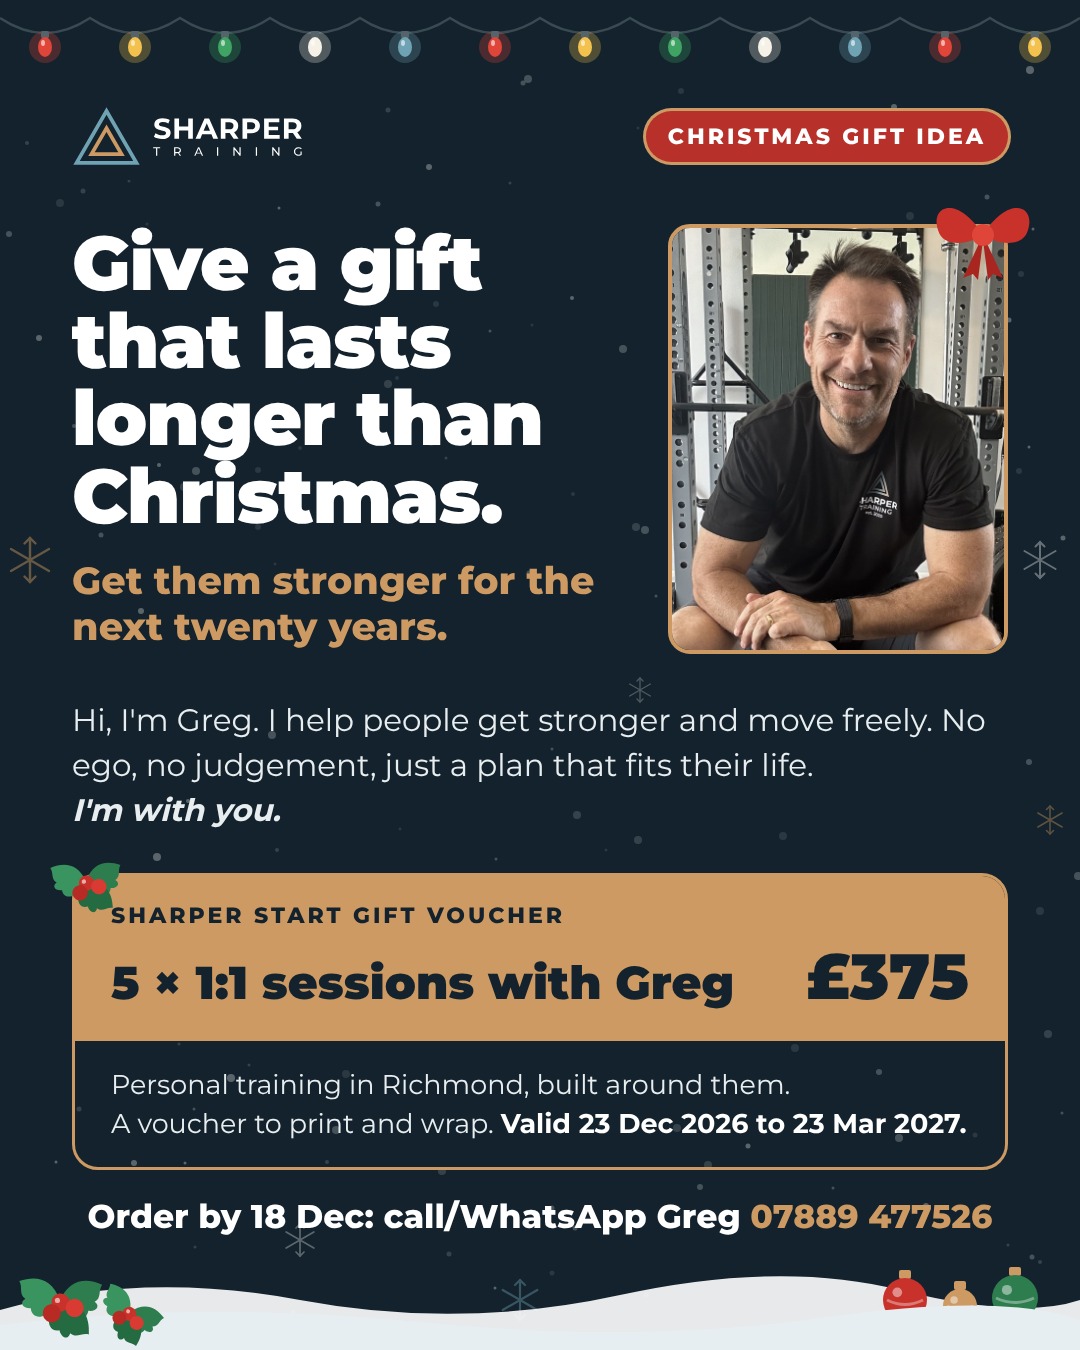 SHARPER
TRAINING
CHRISTMAS GIFT IDEA
Give a gift
that lasts
longer than
Christmas.
Get them stronger for the
next twenty years.
SHARPER
TRAINING
Hi, I'm Greg. I help people get stronger and move freely. No
ego, no judgement, just a plan that fits their life.
I'm with you.
SHARPER START GIFT VOUCHER
5 × 1:1 sessions with Greg £375
Personal training in Richmond, built around them.
A voucher to print and wrap. Valid 23 Dec 2026 to 23 Mar 2027.
Order by 18 Dec: call/WhatsApp Greg 07889 477526